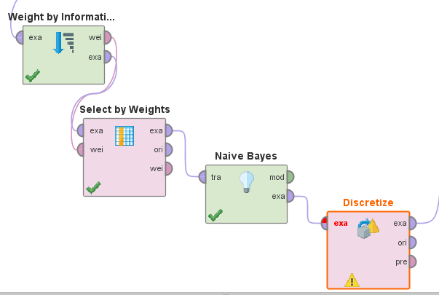 Weight by Informati...
exa wei
exa
Select by Weights
exa exa
wei ori
wei
Naive Bayes
tra mod
exa
Discretize
exa exa
ori
pre